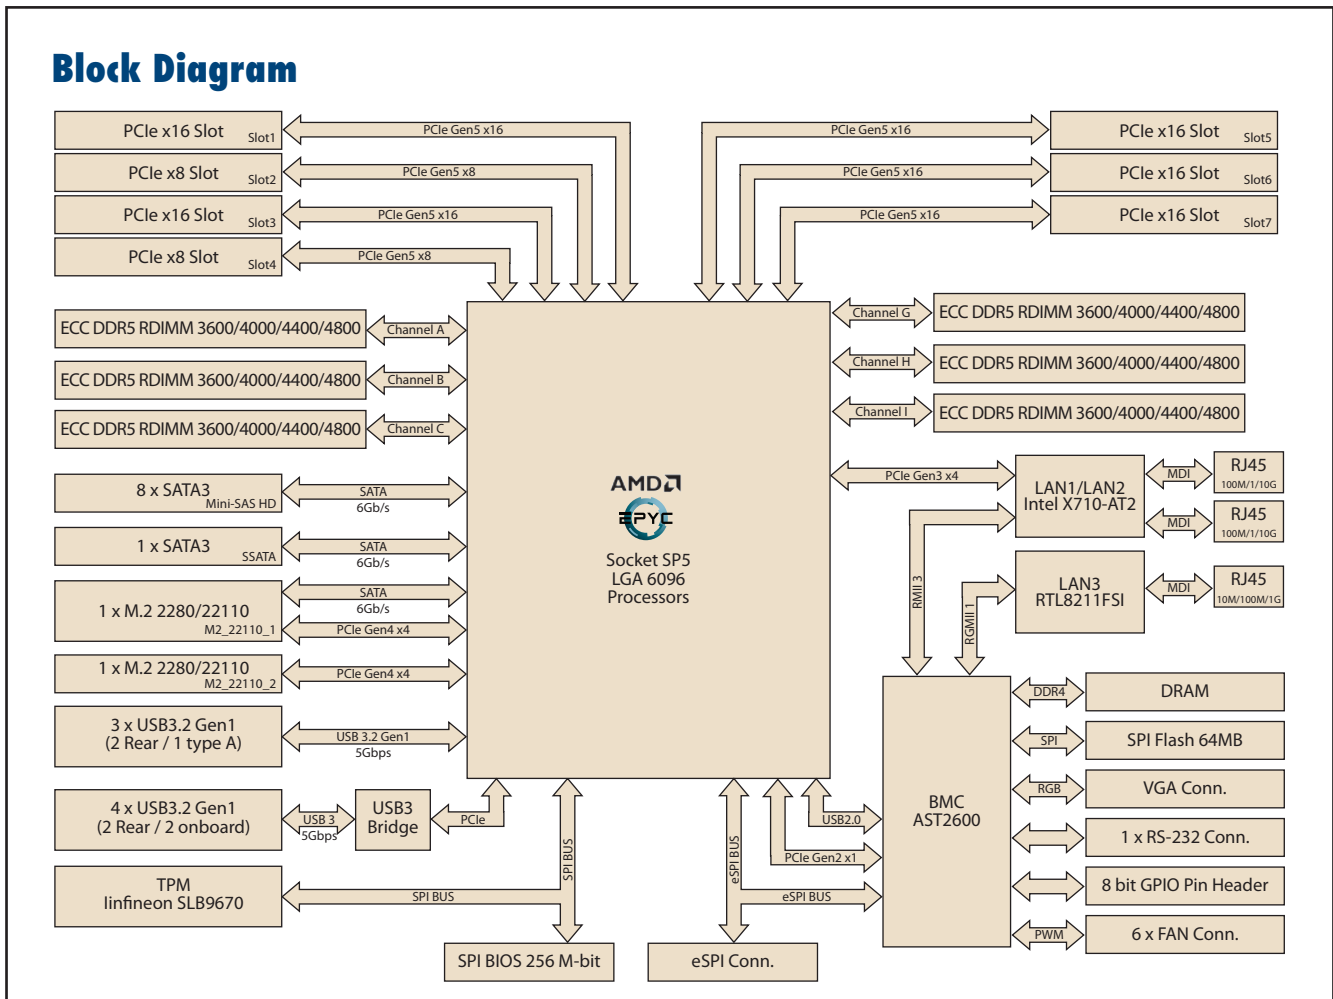 Block Diagram
PCIe x16 Slot
Slot1
PCIe Gen5 x16
PCIe x8 Slot
Slot2
PCIe Gen5 x8
PCIe x16 Slot
Slot3
PCIe Gen5 x16
PCIe x8 Slot
Slot4
PCIe Gen5 x8
PCIe Gen5 x16
PCIe x16 Slot
Slot5
PCIe Gen5 x16
PCIe x16 Slot
Slot6
PCIe Gen5 x16
PCIe x16 Slot
Slot7
ECC DDR5 RDIMM 3600/4000/4400/4800
Channel A
ECC DDR5 RDIMM 3600/4000/4400/4800
Channel B
ECC DDR5 RDIMM 3600/4000/4400/4800
Channel C
Channel G
ECC DDR5 RDIMM 3600/4000/4400/4800
Channel H
ECC DDR5 RDIMM 3600/4000/4400/4800
Channel I
ECC DDR5 RDIMM 3600/4000/4400/4800
8 x SATA3
Mini-SAS HD
SATA
6Gb/s
1 x SATA3
SSATA
SATA
6Gb/s
1 x M.2 2280/22110
M2_22110_1
SATA
6Gb/s
PCIe Gen4 x4
1 x M.2 2280/22110
M2_22110_2
PCIe Gen4 x4
3 x USB3.2 Gen1
(2 Rear / 1 type A)
USB 3.2 Gen1
5Gbps
4 x USB3.2 Gen1
(2 Rear / 2 onboard)
USB 3
5Gbps
USB3
Bridge
PCIe
TPM
Iinfineon SLB9670
SPI BUS
SPI BUS
SPI BIOS 256 M-bit
AMD
EPYC
Socket SP5
LGA 6096
Processors
PCIe Gen3 x4
LAN1/LAN2
Intel X710-AT2
MDI
RJ45
100M/1/10G
MDI
RJ45
100M/1/10G
RMII 3
RGMII 1
LAN3
RTL8211FSI
MDI
RJ45
10M/100M/1G
BMC
AST2600
DDR4
DRAM
SPI
SPI Flash 64MB
RGB
VGA Conn.
1 x RS-232 Conn.
8 bit GPIO Pin Header
PWM
6 x FAN Conn.
USB2.0
PCIe Gen2 x1
eSPI BUS
eSPI BUS
eSPI Conn.